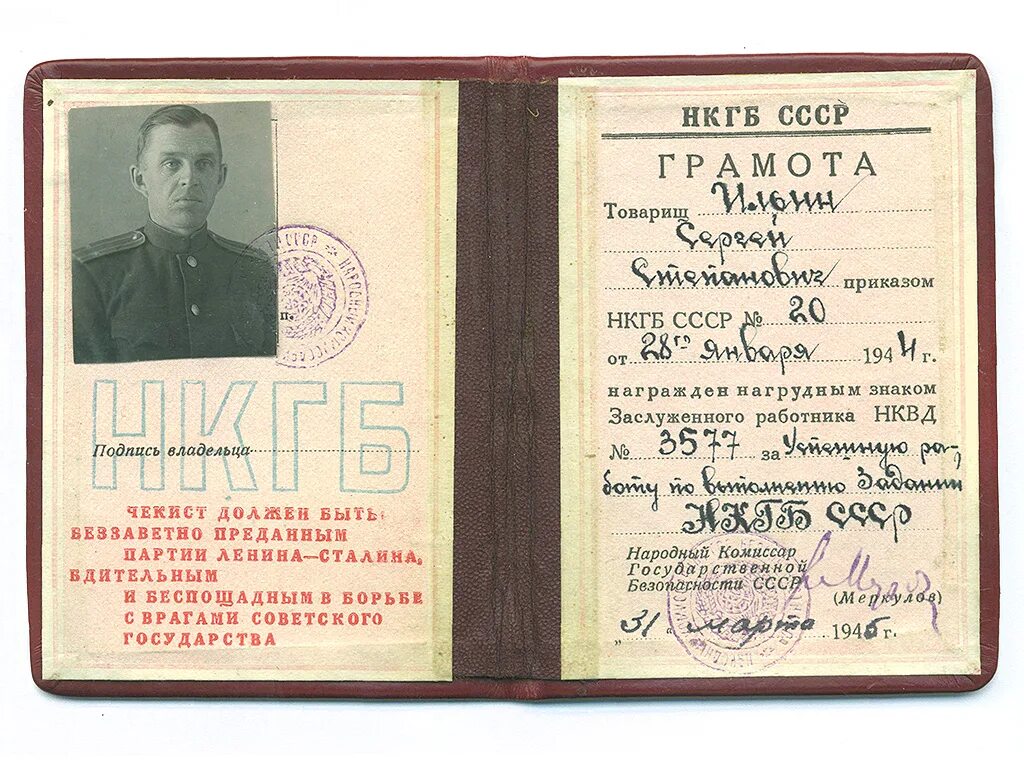 НКГБ
Подпись владельца
ЧЕКИСТ ДОЛЖЕН БЫТЬ
БЕЗЗАВЕТНО ПРЕДАННЫМ
ПАРТИИ ЛЕНИНА—СТАЛИНА,
БДИТЕЛЬНЫМ
И БЕСПОЩАДНЫМ В БОРЬБЕ
С ВРАГАМИ СОВЕТСКОГО
ГОСУДАРСТВА
НКГБ СССР
ГРАМОТА
Товарищ Ильин
Сергей
Степанович приказом
НКГБ СССР № 20
от 28го января 1944 г.
награжден нагрудным знаком
Заслуженного работника НКВД
№ 3577 за Успешную ра-
боту по выполнению Задании
НКГБ СССР
Народный Комиссар
Государственной
Безопасности СССР
(Меркулов)
„31" марта 1945 г.